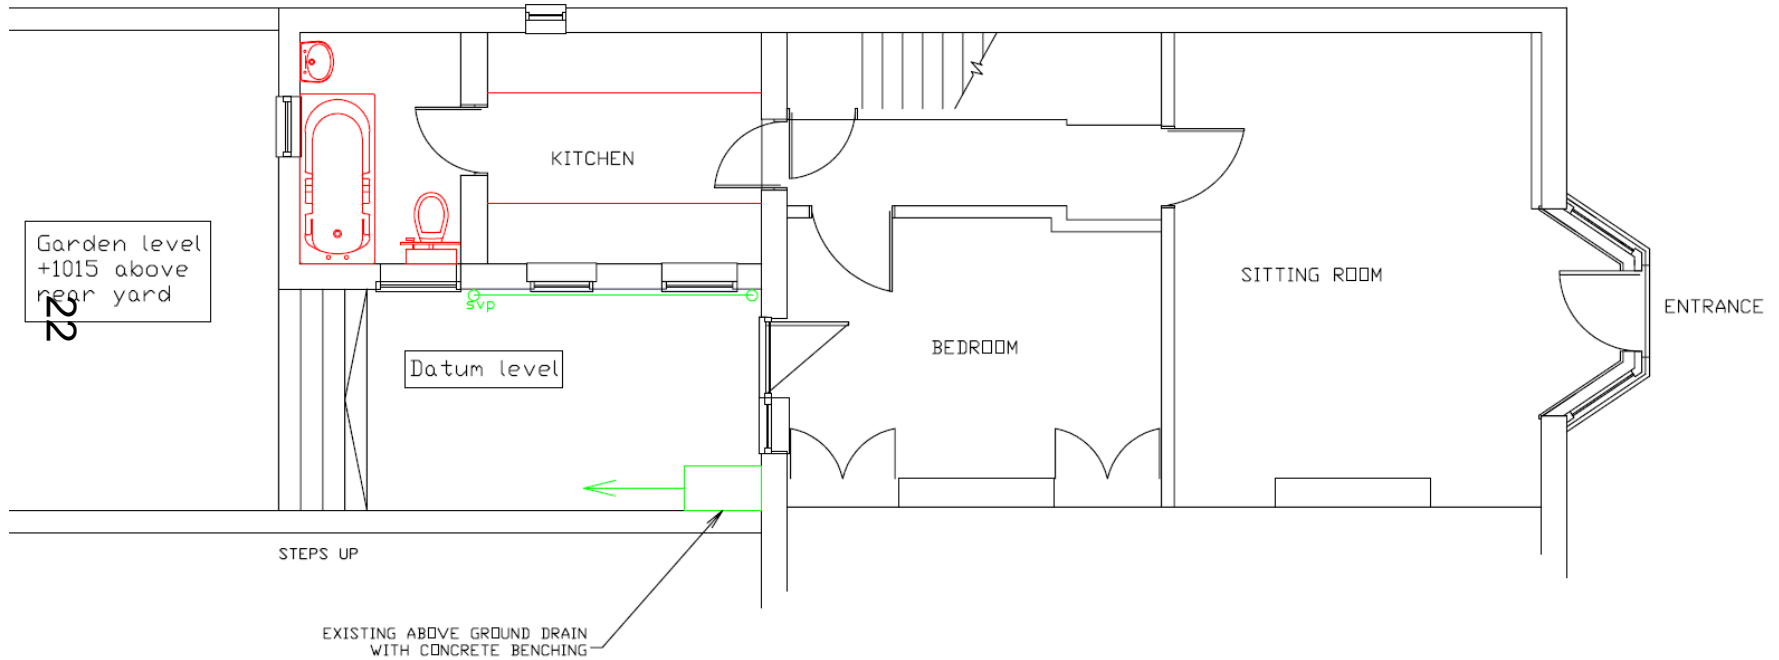 KITCHEN
Garden level
+1015 above
rear yard
22
svp
SITTING ROOM
ENTRANCE
BEDROOM
Datum level
STEPS UP
EXISTING ABOVE GROUND DRAIN
WITH CONCRETE BENCHING